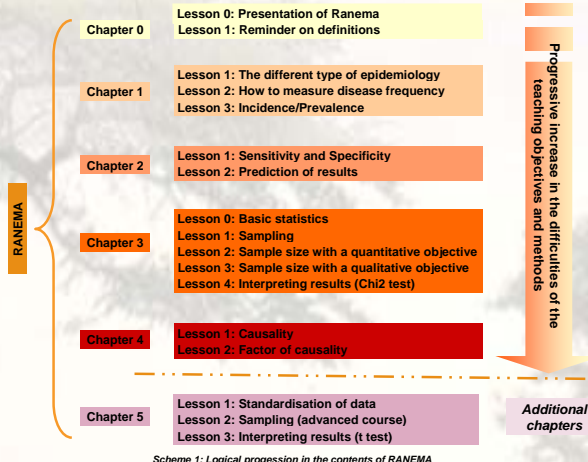 Lesson 0: Presentation of Ranema
Chapter 0
Lesson 1: Reminder on definitions
Lesson 1: The different type of epidemiology
Chapter 1
Lesson 2: How to measure disease frequency
Lesson 3: Incidence/Prevalence
Lesson 1: Sensitivity and Specificity
Chapter 2
Lesson 2: Prediction of results
RANEMA
Lesson 0: Basic statistics
Lesson 1: Sampling
Chapter 3
Lesson 2: Sample size with a quantitative objective
Lesson 3: Sample size with a qualitative objective
Lesson 4: Interpreting results (Chi2 test)
Lesson 1: Causality
Chapter 4
Lesson 2: Factor of causality
Progressive increase in the difficulties of the
teaching objectives and methods
Lesson 1: Standardisation of data
Chapter 5
Lesson 2: Sampling (advanced course)
Lesson 3: Interpreting results (t test)
Additional
chapters
Scheme 1: Logical progession in the contents of RANEMA